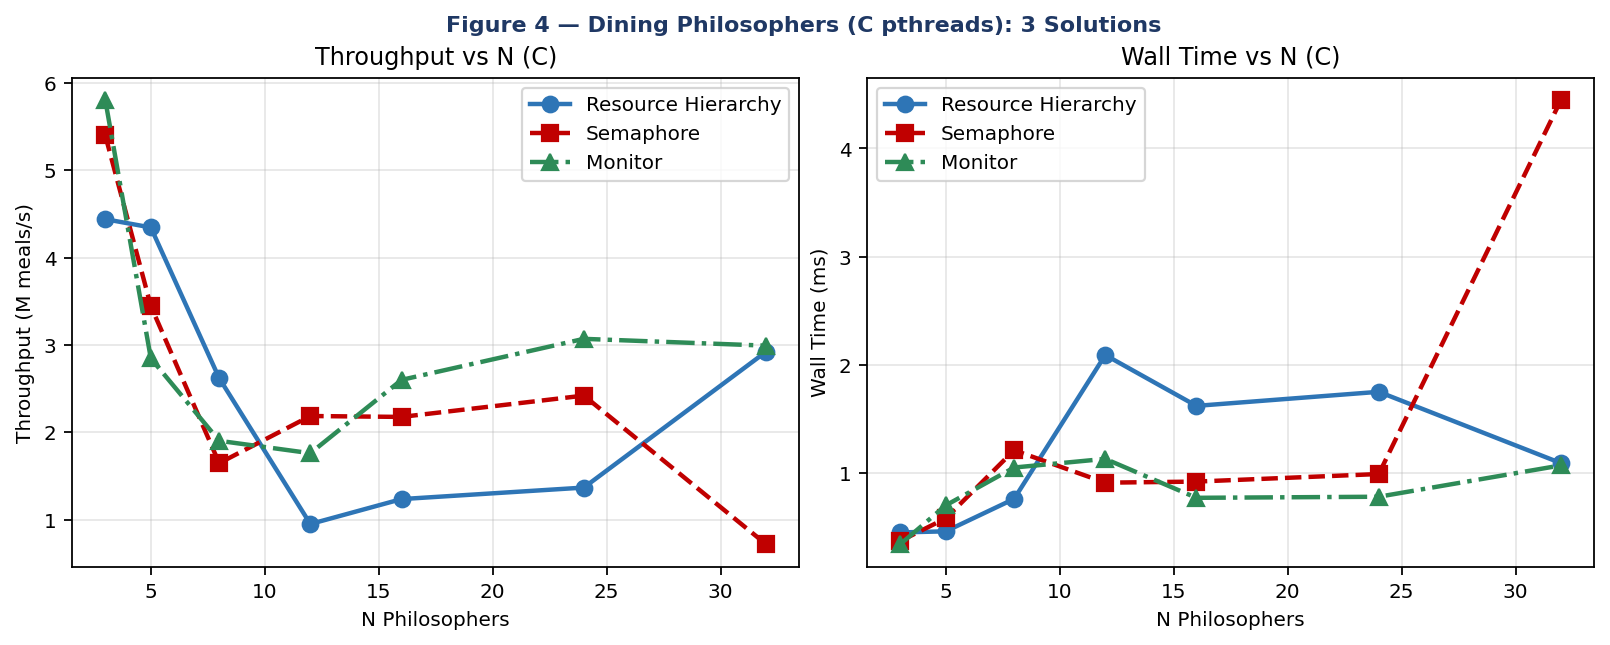 Figure 4 — Dining Philosophers (C pthreads): 3 Solutions
Throughput vs N (C)
Throughput (M meals/s)
6
5
4
3
2
1
Resource Hierarchy
Semaphore
Monitor
5 10 15 20 25 30
N Philosophers
Wall Time vs N (C)
Wall Time (ms)
4
3
2
1
Resource Hierarchy
Semaphore
Monitor
5 10 15 20 25 30
N Philosophers